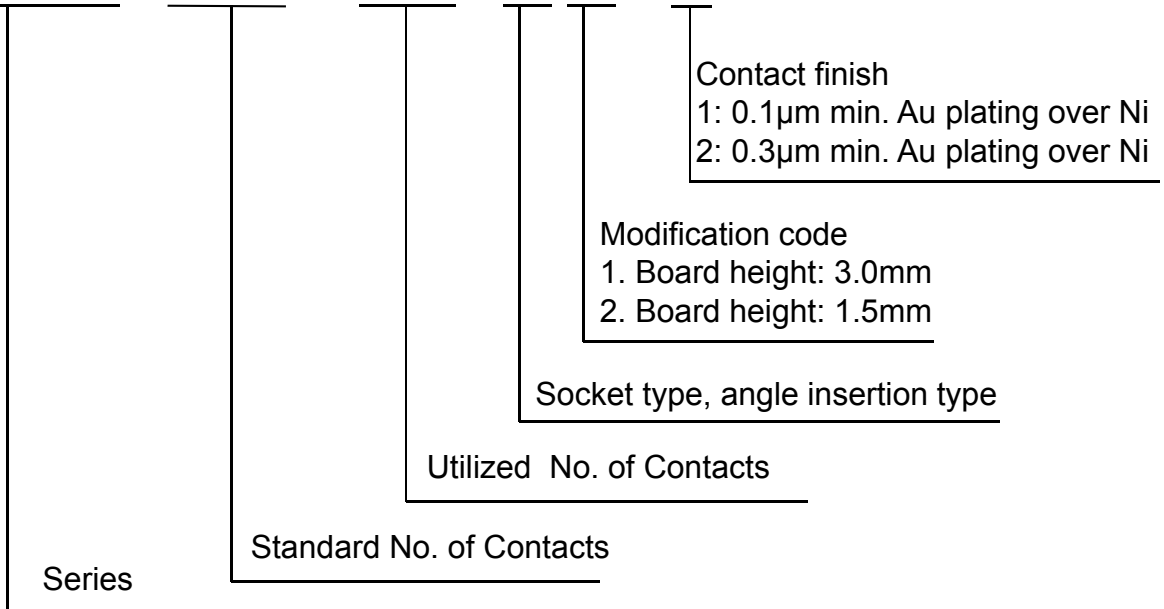 Contact finish
1: 0.1µm min. Au plating over Ni
2: 0.3µm min. Au plating over Ni
Modification code
1. Board height: 3.0mm
2. Board height: 1.5mm
Socket type, angle insertion type
Utilized No. of Contacts
Standard No. of Contacts
Series